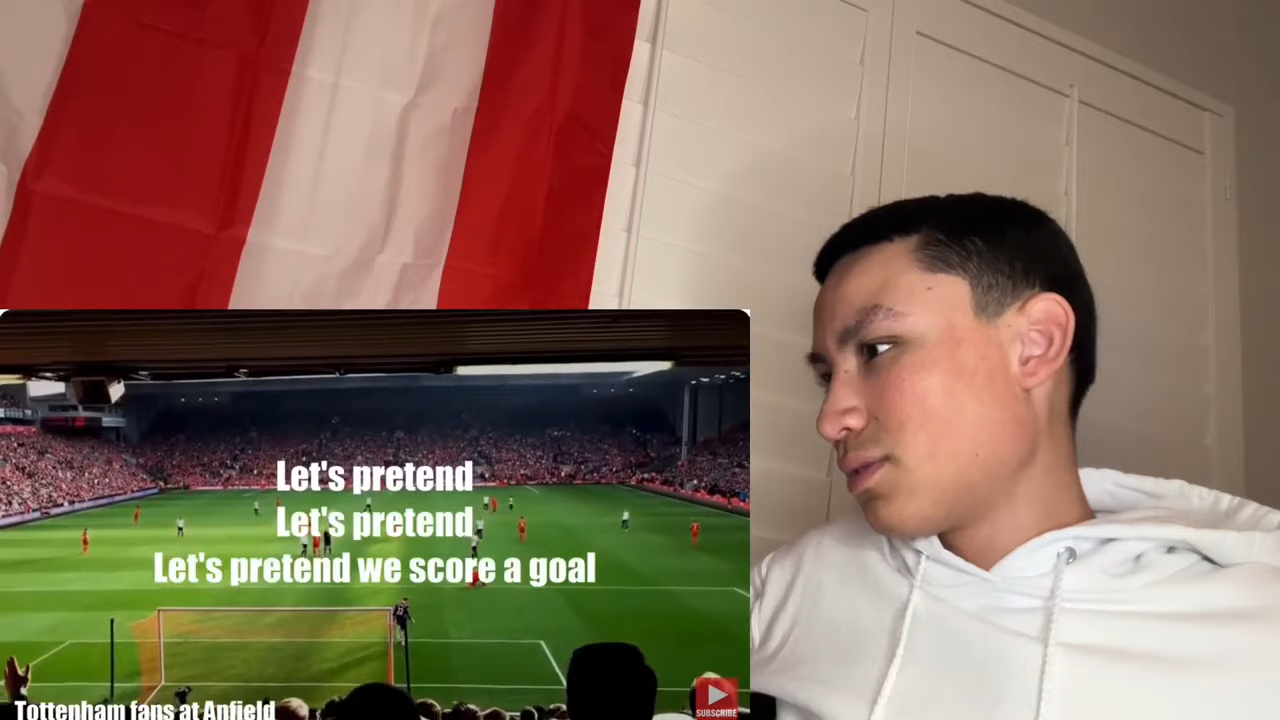 Let's pretend
Let's pretend
Let's pretend we score a goal
Tottenham fans at Anfield
SUBSCRIBE